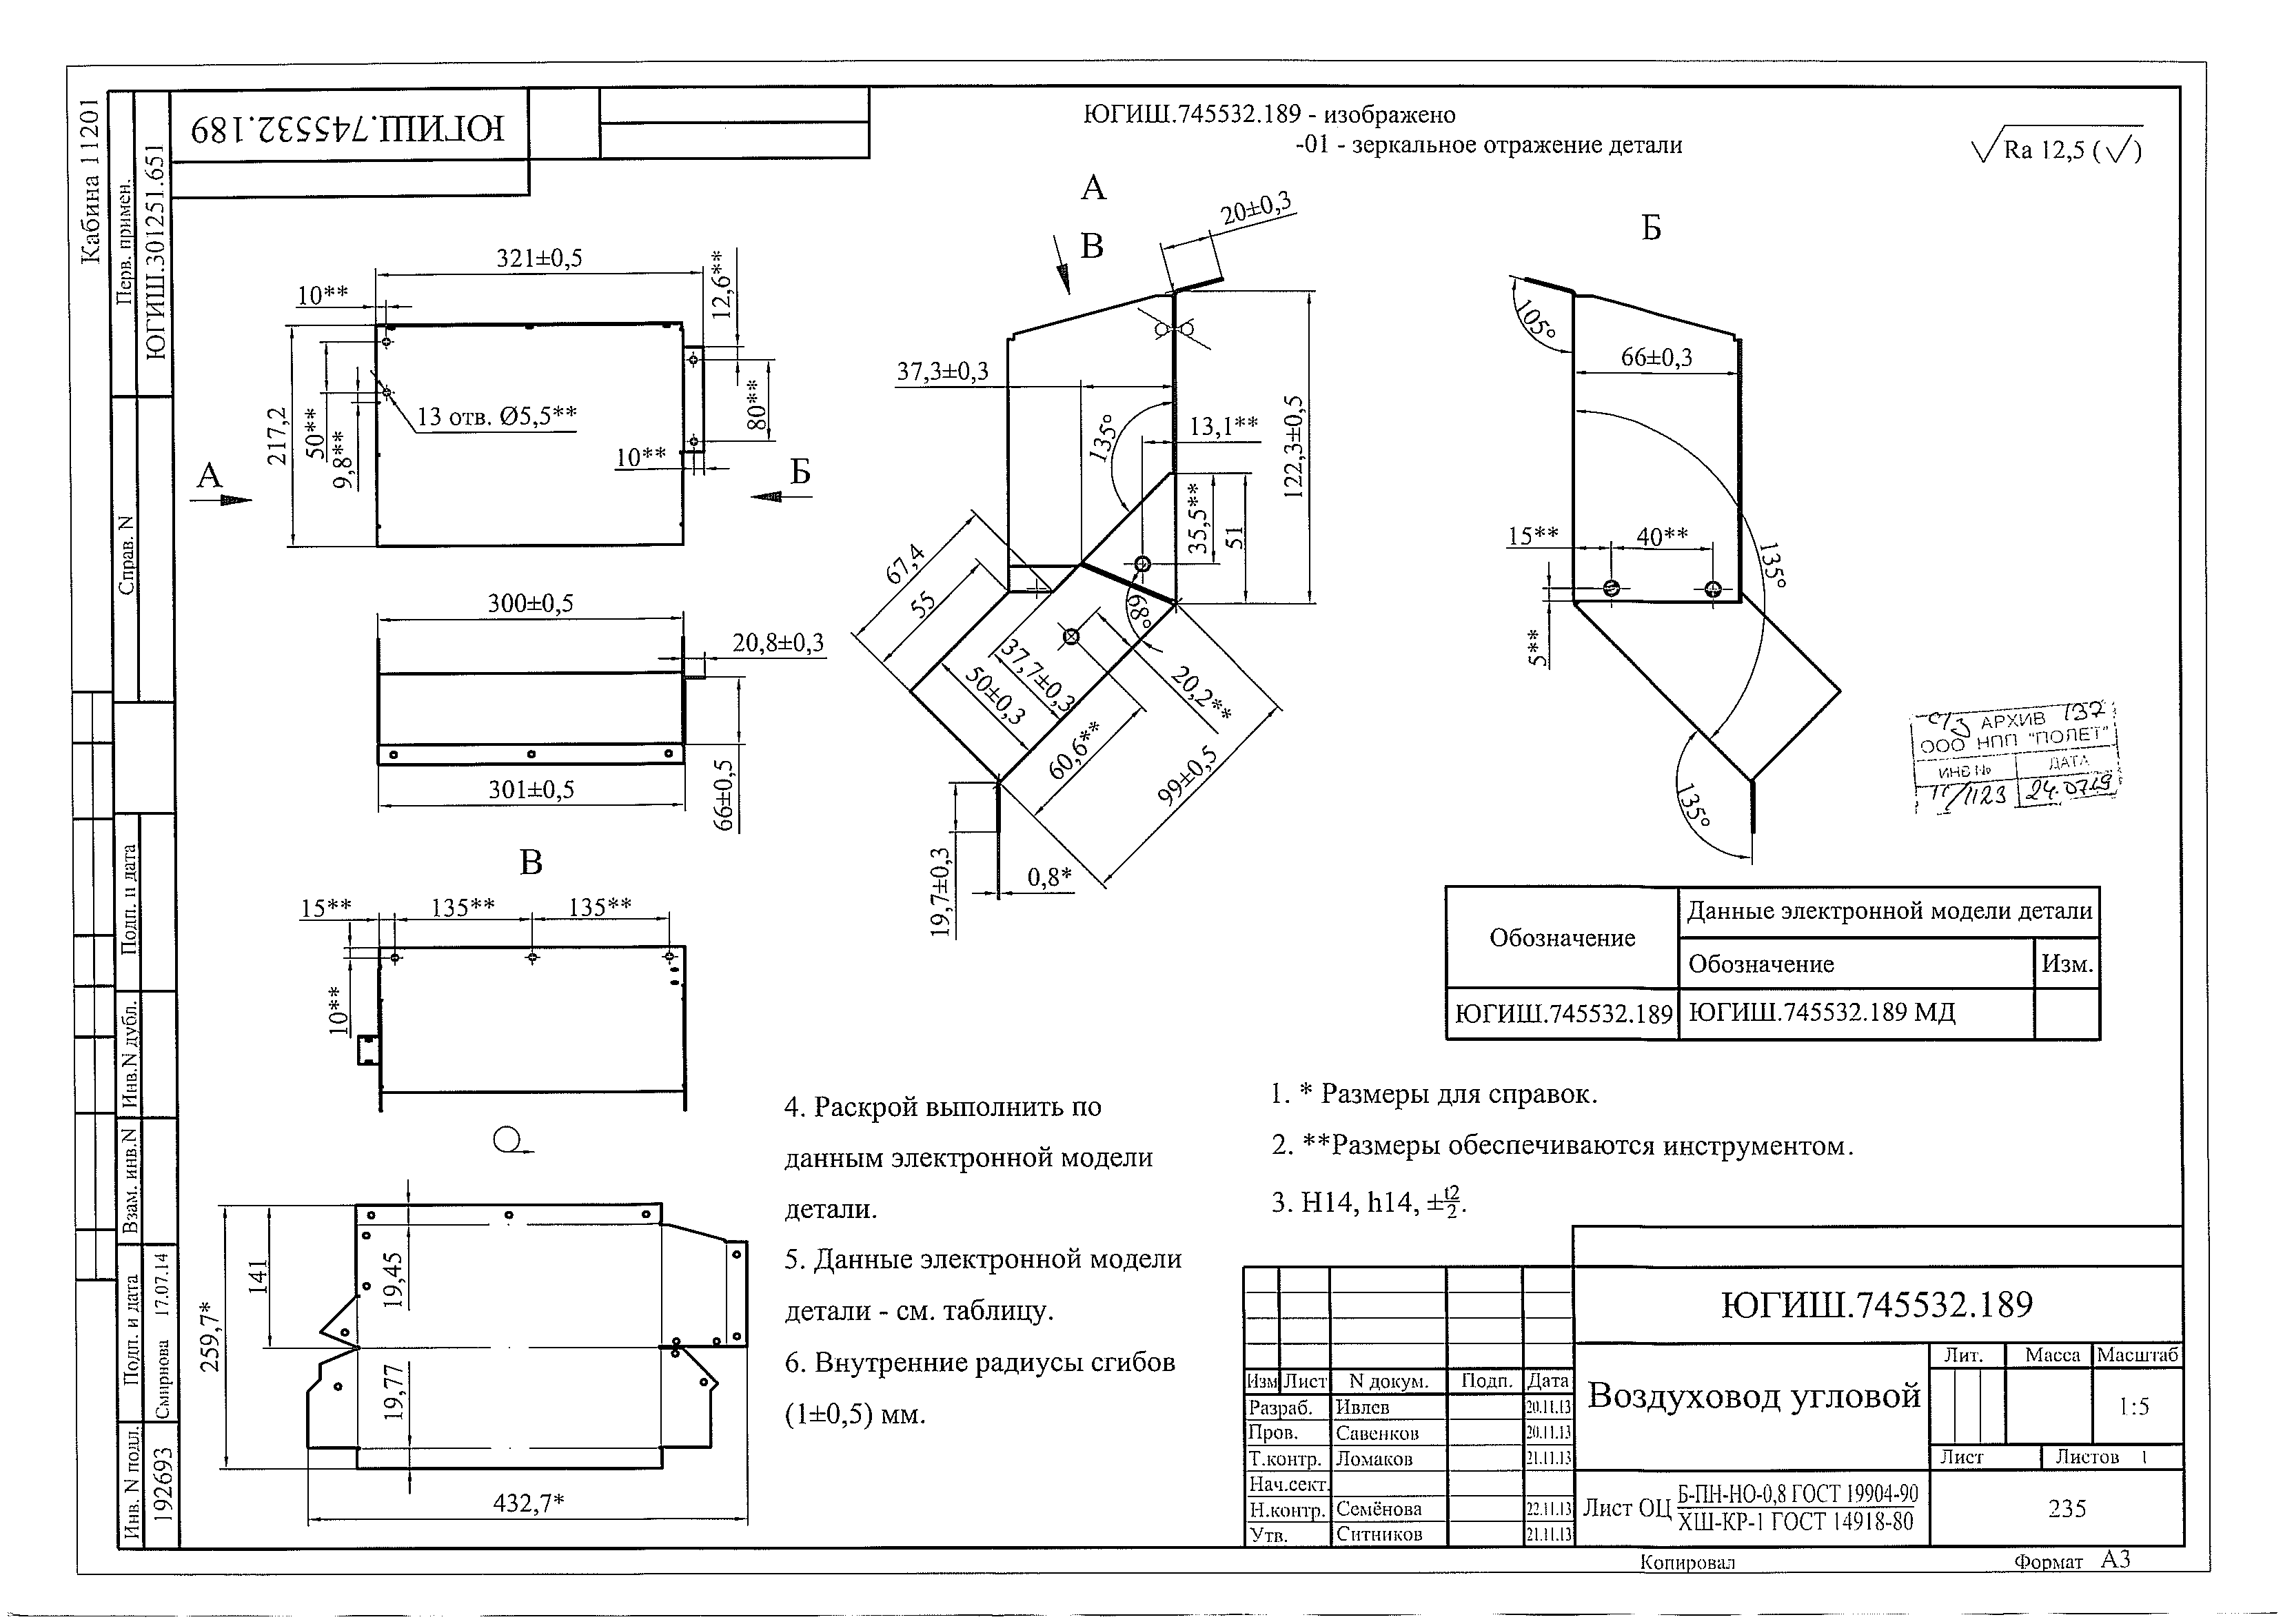 Кабина 11201
Перв. примен.
ЮГИШ.301251.651
Справ. N
Подп. и дата
Инв.N дубл.
Взам. инв.N
Подп. и дата
Смирнова 17.07.14
Инв. N подл.
192693
ЮГИШ.745532.189
ЮГИШ.745532.189 - изображено
-01 - зеркальное отражение детали
Ra 12,5 (√)
321±0,5
10**
12,6**
217,2
50**
9,8**
13 отв. Ø5,5**
80**
10**
А
Б
300±0,5
20,8±0,3
301±0,5
66±0,5
В
15**
135**
135**
10**
259,7*
141
19,45
19,77
432,7*
А
В
20±0,3
37,3±0,3
135°
13,1**
122,3±0,5
35,5**
51
67,4
55
68°
37,7±0,3
50±0,3
20,2**
60,6**
99±0,5
19,7±0,3
0,8*
Б
105°
66±0,3
15**
40**
135°
5**
135°
АРХИВ 137
ООО НПП "ПОЛЕТ"
ИНВ № ДАТА
24.07.19
Обозначение
Данные электронной модели детали
Обозначение Изм.
ЮГИШ.745532.189 ЮГИШ.745532.189 МД
1. * Размеры для справок.
2. **Размеры обеспечиваются инструментом.
3. H14, h14, ±t2/2.
4. Раскрой выполнить по
данным электронной модели
детали.
5. Данные электронной модели
детали - см. таблицу.
6. Внутренние радиусы сгибов
(1±0,5) мм.
ЮГИШ.745532.189
Изм Лист N докум. Подп. Дата
Разраб. Ивлев 20.11.13
Пров. Савенков 20.11.13
Т.контр. Ломаков 21.11.13
Нач.сект.
Н.контр. Семёнова 22.11.13
Утв. Ситников 21.11.13
Воздуховод угловой
Лит. Масса Масштаб
1:5
Лист Листов 1
Лист ОЦ Б-ПН-НО-0,8 ГОСТ 19904-90
ХШ-КР-1 ГОСТ 14918-80
235
Копировал
Формат А3